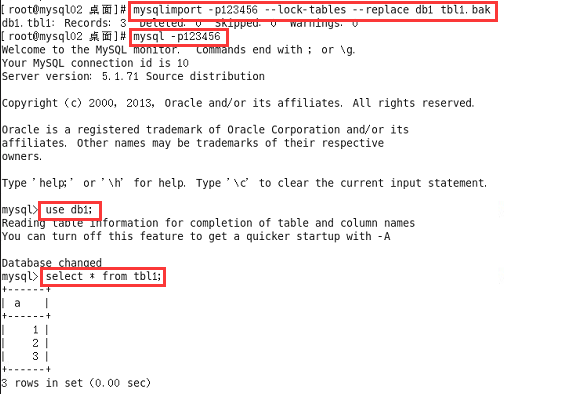 [root@mysql02 桌面]# mysqlimport -p123456 --lock-tables --replace db1 tbl1.bak
db1.tbl1: Records: 3  Deleted: 0  Skipped: 0  Warnings: 0
[root@mysql02 桌面]# mysql -p123456
Welcome to the MySQL monitor.  Commands end with ; or \g.
Your MySQL connection id is 10
Server version: 5.1.71 Source distribution
Copyright (c) 2000, 2013, Oracle and/or its affiliates. All rights reserved.
Oracle is a registered trademark of Oracle Corporation and/or its
affiliates. Other names may be trademarks of their respective
owners.
Type 'help;' or '\h' for help. Type '\c' to clear the current input statement.
mysql> use db1;
Reading table information for completion of table and column names
You can turn off this feature to get a quicker startup with -A
Database changed
mysql> select * from tbl1;
+------+
| a    |
+------+
|    1 |
|    2 |
|    3 |
+------+
3 rows in set (0.00 sec)